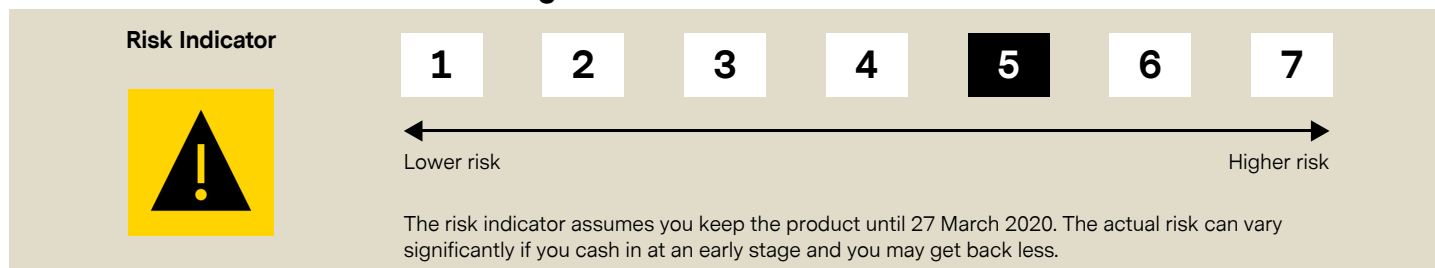 Risk Indicator
1 2 3 4 5 6 7
Lower risk Higher risk
The risk indicator assumes you keep the product until 27 March 2020. The actual risk can vary
significantly if you cash in at an early stage and you may get back less.